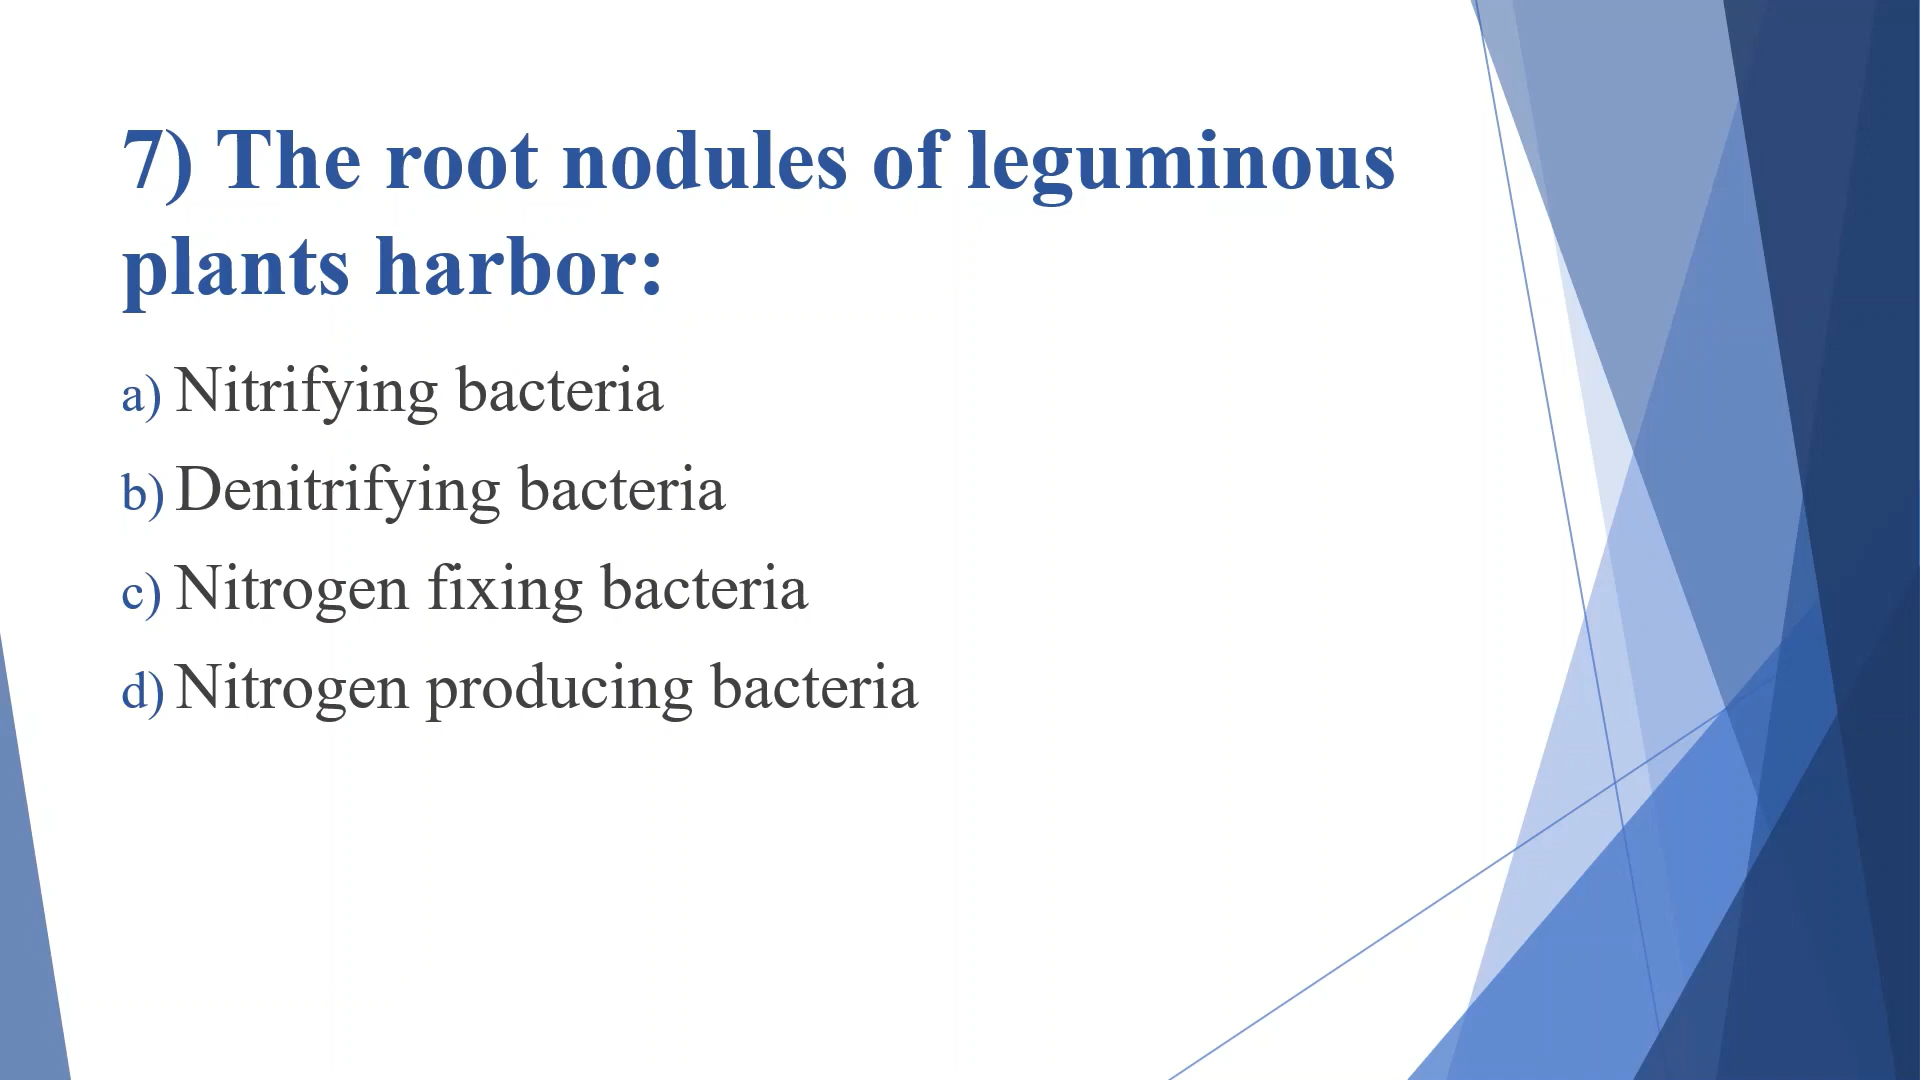 7) The root nodules of leguminous
plants harbor:
a) Nitrifying bacteria
b) Denitrifying bacteria
c) Nitrogen fixing bacteria
d) Nitrogen producing bacteria